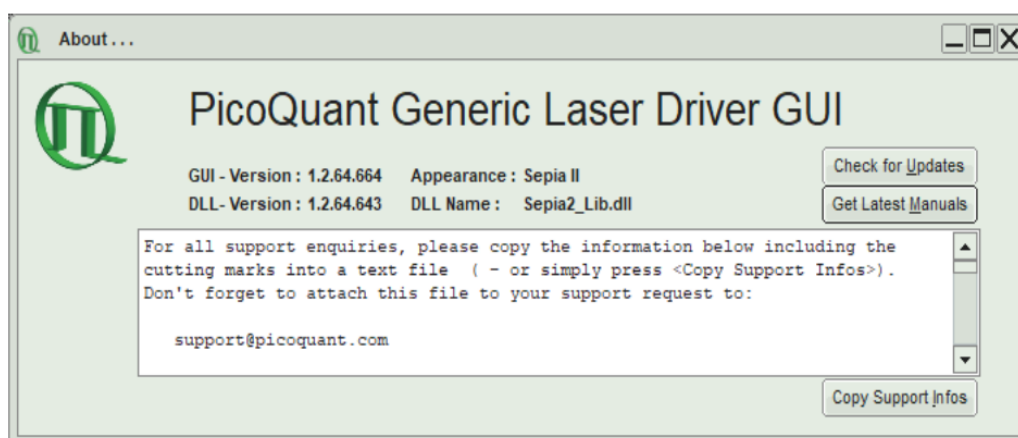 About . . .
PicoQuant Generic Laser Driver GUI
GUI - Version : 1.2.64.664 Appearance : Sepia II
DLL- Version : 1.2.64.643 DLL Name : Sepia2_Lib.dll
Check for Updates
Get Latest Manuals
For all support enquiries, please copy the information below including the
cutting marks into a text file ( - or simply press <Copy Support Infos>).
Don't forget to attach this file to your support request to:
support@picoquant.com
Copy Support Infos